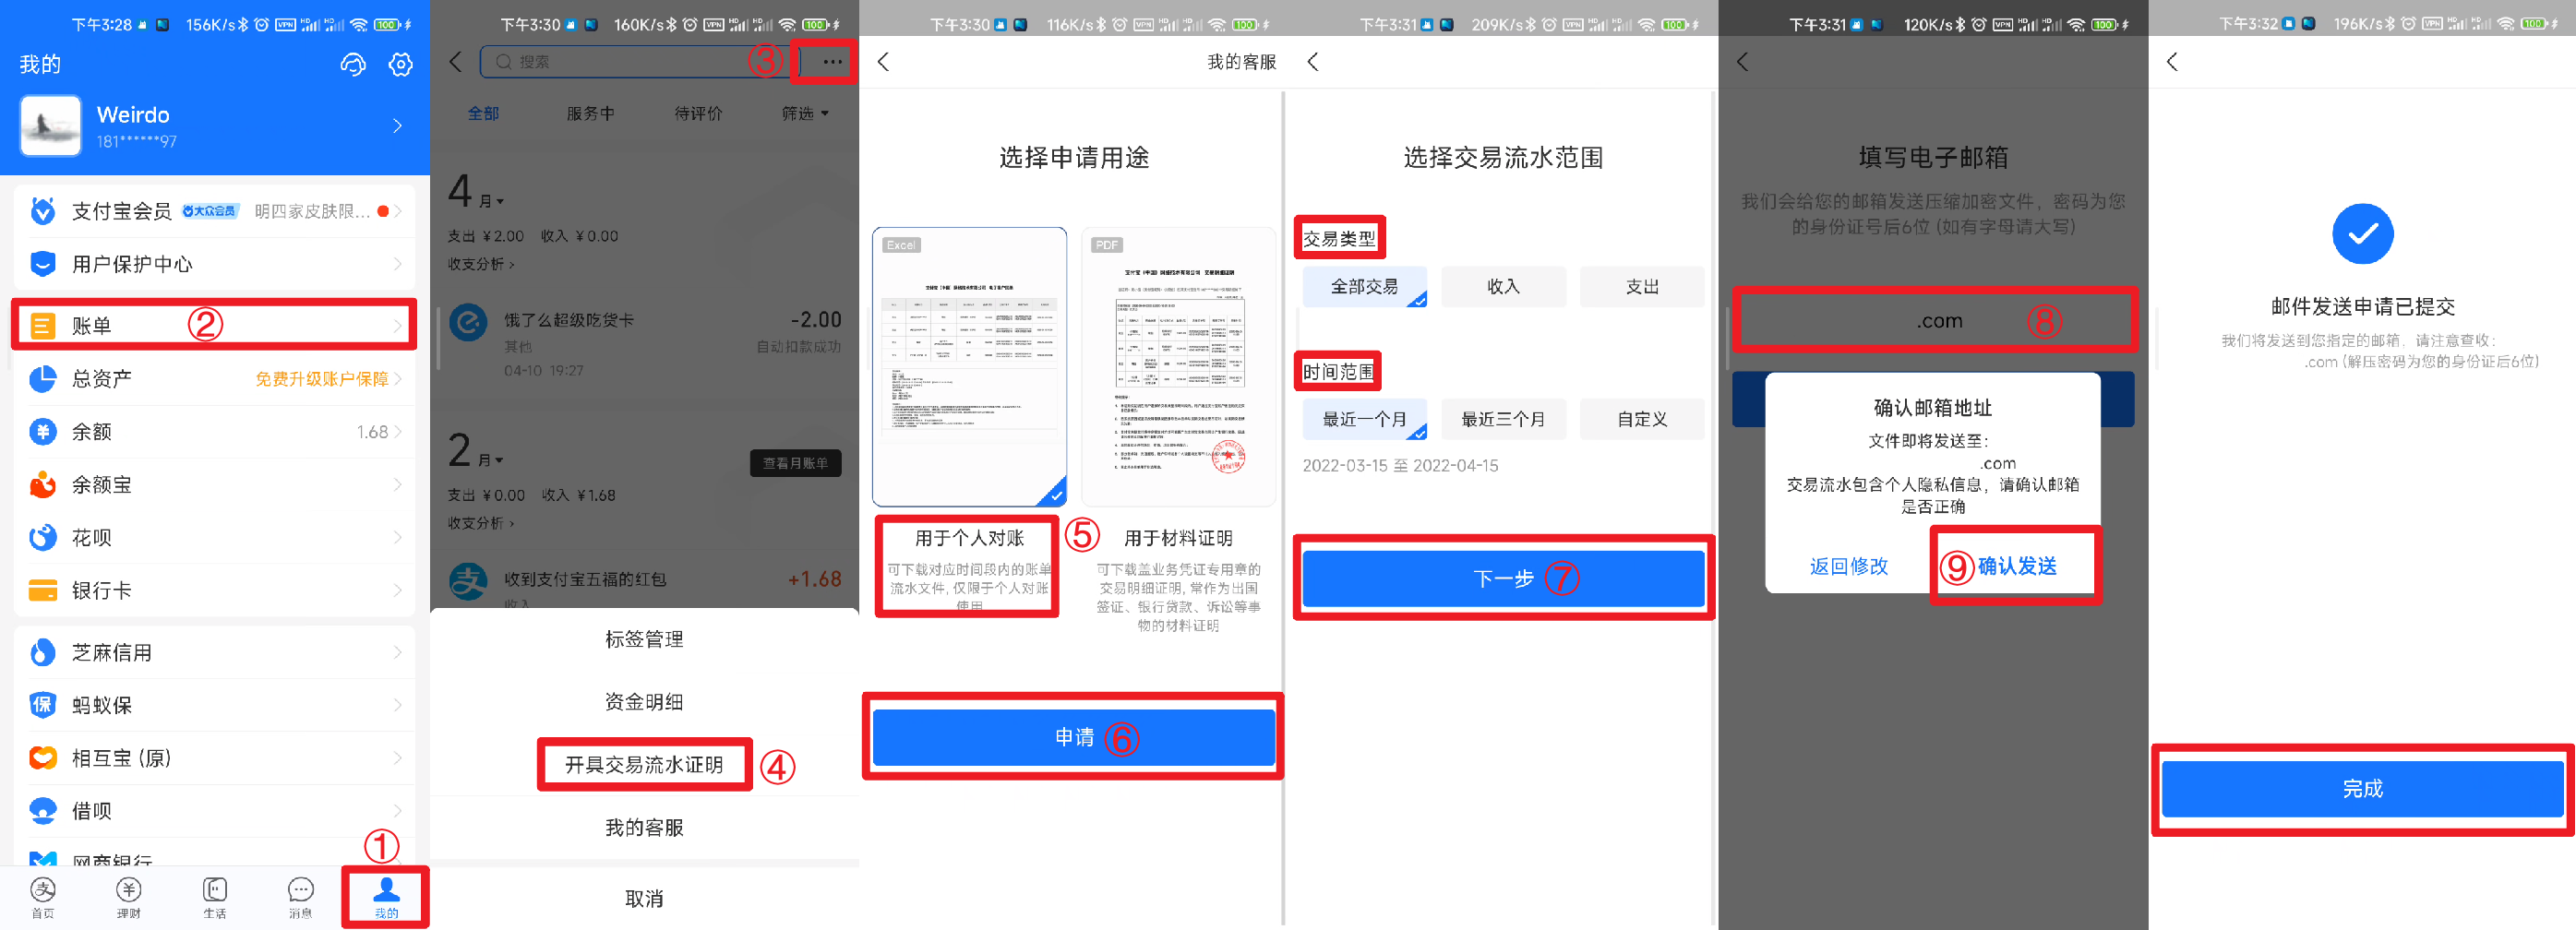 下午3:28 156K/s VPN HD HD 100
我的
Weirdo
181******97
支付宝会员 大众会员 明四家皮肤限...
用户保护中心
账单 ②
总资产 免费升级账户保障
余额 1.68
余额宝
花呗
银行卡
芝麻信用
保 蚂蚁保
相互宝 (原)
借呗
网商银行
①
首页 理财 生活 消息 我的
下午3:30 160K/s VPN HD HD 100
搜索 ③ ...
全部 服务中 待评价 筛选
4月
支出 ¥2.00 收入 ¥0.00
收支分析
饿了么超级吃货卡 -2.00
其他 自动扣款成功
04-10 19:27
2月 查看月账单
支出 ¥0.00 收入 ¥1.68
收支分析
支 收到支付宝五福的红包 +1.68
收入
标签管理
资金明细
开具交易流水证明 ④
我的客服
取消
下午3:30 116K/s VPN HD HD 100
我的客服
选择申请用途
Excel PDF
用于个人对账 ⑤ 用于材料证明
可下载对应时间段内的账单
流水文件, 仅限于个人对账
使用
可下载盖业务凭证专用章的
交易明细证明, 常作为出国
签证、银行贷款、诉讼等事
物的材料证明
申请 ⑥
下午3:31 209K/s VPN HD HD 100
选择交易流水范围
交易类型
全部交易 收入 支出
时间范围
最近一个月 最近三个月 自定义
2022-03-15 至 2022-04-15
下一步 ⑦
下午3:31 120K/s VPN HD HD 100
填写电子邮箱
我们会给您的邮箱发送压缩加密文件, 密码为您
的身份证号后6位 (如有字母请大写)
.com ⑧
确认邮箱地址
文件即将发送至:
.com
交易流水包含个人隐私信息, 请确认邮箱
是否正确
返回修改 ⑨ 确认发送
下午3:32 196K/s VPN HD HD 100
邮件发送申请已提交
我们将发送到您指定的邮箱, 请注意查收:
.com (解压密码为您的身份证后6位)
完成